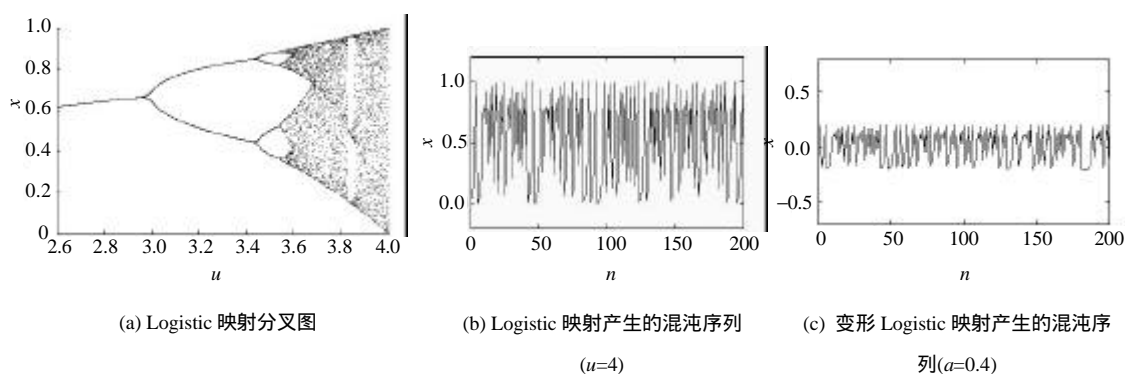 1.0
0.8
0.6
x
0.4
0.2
0
2.6 2.8 3.0 3.2 3.4 3.6 3.8 4.0
u
(a) Logistic 映射分叉图
1.0
x
0.5
0.0
0 50 100 150 200
n
(b) Logistic 映射产生的混沌序列
(u=4)
0.5
x
0.0
−0.5
0 50 100 150 200
n
(c) 变形 Logistic 映射产生的混沌序
列(a=0.4)